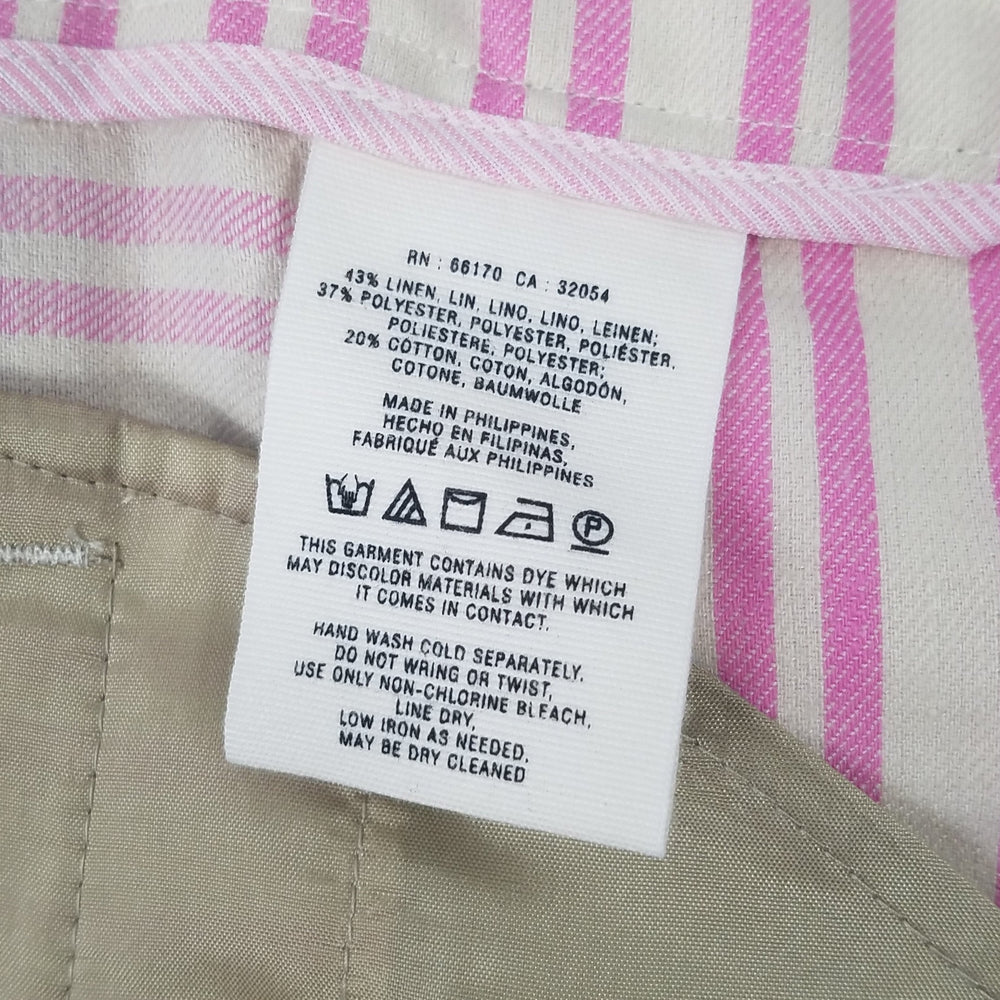 RN : 66170 CA : 32054
43% LINEN, LIN, LINO, LINO, LEINEN;
37% POLYESTER, POLYESTER, POLIÉSTER.
POLIESTERE, POLYESTER;
20% COTTON, COTON, ALGODÓN,
COTONE, BAUMWOLLE
MADE IN PHILIPPINES,
HECHO EN FILIPINAS,
FABRIQUÉ AUX PHILIPPINES
P
THIS GARMENT CONTAINS DYE WHICH
MAY DISCOLOR MATERIALS WITH WHICH
IT COMES IN CONTACT.
HAND WASH COLD SEPARATELY.
DO NOT WRING OR TWIST,
USE ONLY NON-CHLORINE BLEACH,
LINE DRY,
LOW IRON AS NEEDED,
MAY BE DRY CLEANED